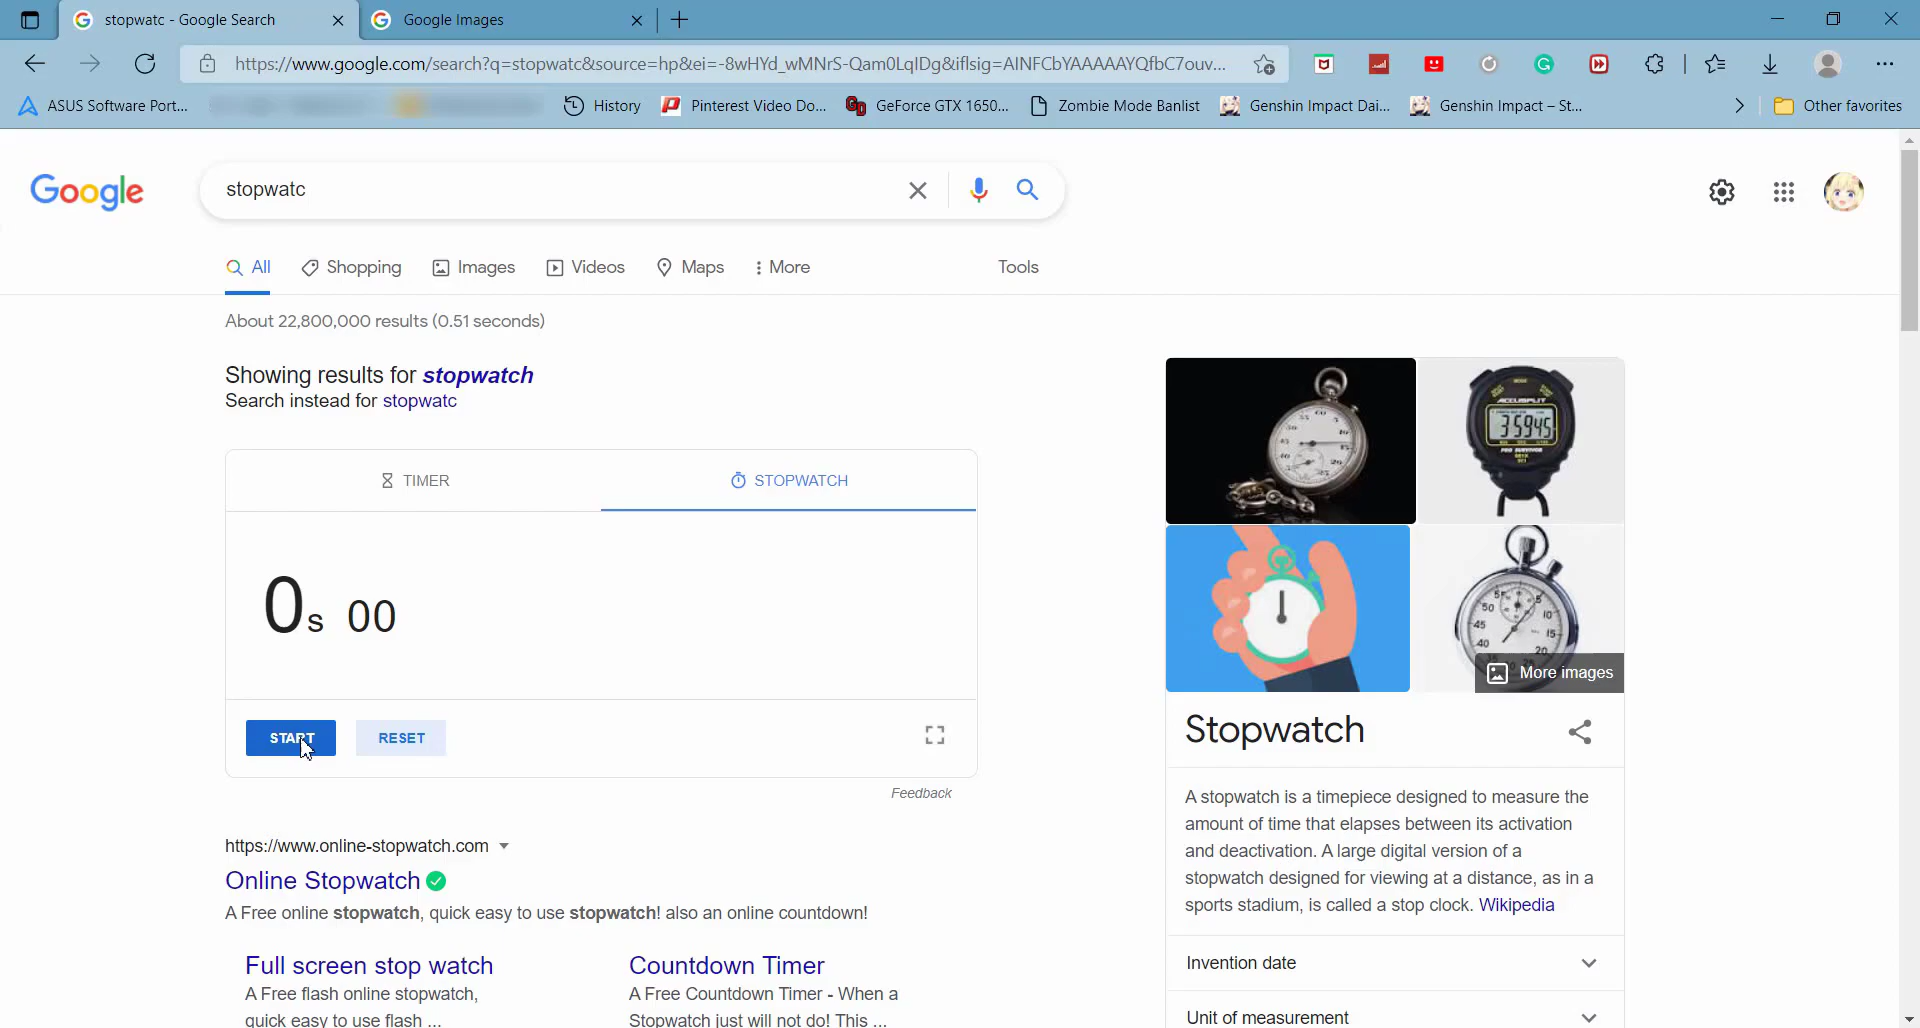 stopwatc - Google Search
Google Images
https://www.google.com/search?q=stopwatc&source=hp&ei=-8wHYd_wMNrS-Qam0LqIDg&iflsig=AINFCbYAAAAAYQfbC7ouv...
ASUS Software Port...
History
Pinterest Video Do...
GeForce GTX 1650...
Zombie Mode Banlist
Genshin Impact Dai...
Genshin Impact – St...
Other favorites
Google
stopwatc
All
Shopping
Images
Videos
Maps
More
Tools
About 22,800,000 results (0.51 seconds)
Showing results for stopwatch
Search instead for stopwatc
TIMER
STOPWATCH
0s 00
START
RESET
Feedback
https://www.online-stopwatch.com
Online Stopwatch
A Free online stopwatch, quick easy to use stopwatch! also an online countdown!
Full screen stop watch
A Free flash online stopwatch,
quick easy to use flash ...
Countdown Timer
A Free Countdown Timer - When a
Stopwatch just will not do! This ...
ACCUSPLIT
35945
PRO SURVIVOR
More images
Stopwatch
A stopwatch is a timepiece designed to measure the
amount of time that elapses between its activation
and deactivation. A large digital version of a
stopwatch designed for viewing at a distance, as in a
sports stadium, is called a stop clock. Wikipedia
Invention date
Unit of measurement